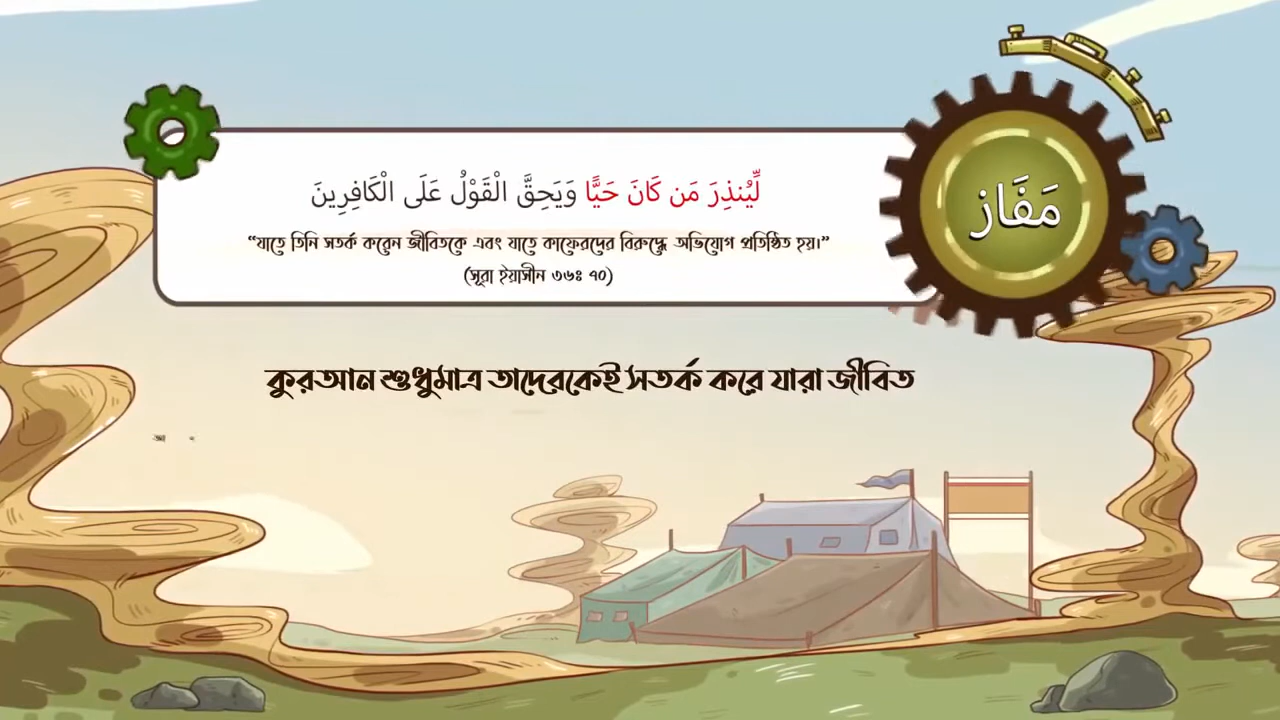 لِّيُنذِرَ مَن كَانَ حَيًّا وَيَحِقَّ الْقَوْلُ عَلَى الْكَافِرِينَ
مَفَاز
“যাতে তিনি সতর্ক করেন জীবিতকে এবং যাতে কাফেরদের বিরুদ্ধে অভিযোগ প্রতিষ্ঠিত হয়।”
(সূরা ইয়াসীন ৩৬ঃ ৭০)
কুরআন শুধুমাত্র তাদেরকেই সতর্ক করে যারা জীবিত